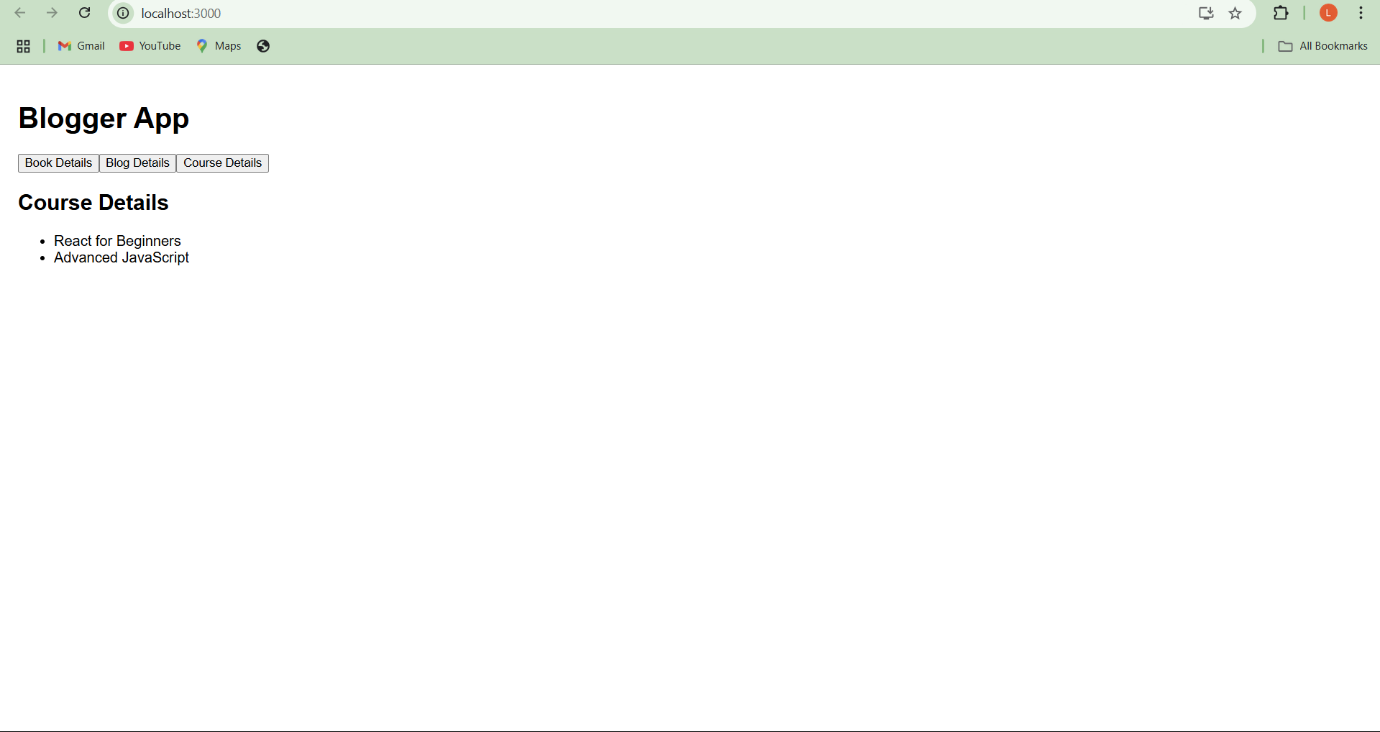 localhost:3000
L
Gmail YouTube Maps All Bookmarks
Blogger App
Book Details Blog Details Course Details
Course Details
• React for Beginners
• Advanced JavaScript